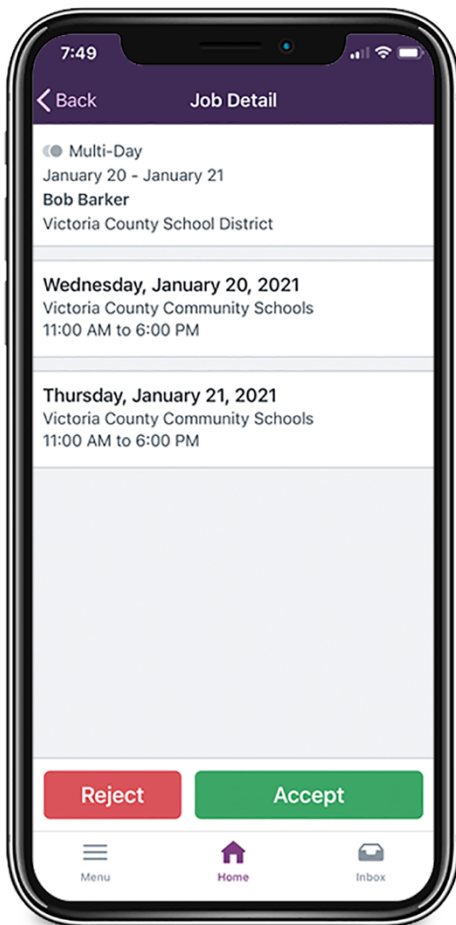 7:49
Back
Job Detail
Multi-Day
January 20 - January 21
Bob Barker
Victoria County School District
Wednesday, January 20, 2021
Victoria County Community Schools
11:00 AM to 6:00 PM
Thursday, January 21, 2021
Victoria County Community Schools
11:00 AM to 6:00 PM
Reject
Accept
Menu
Home
Inbox